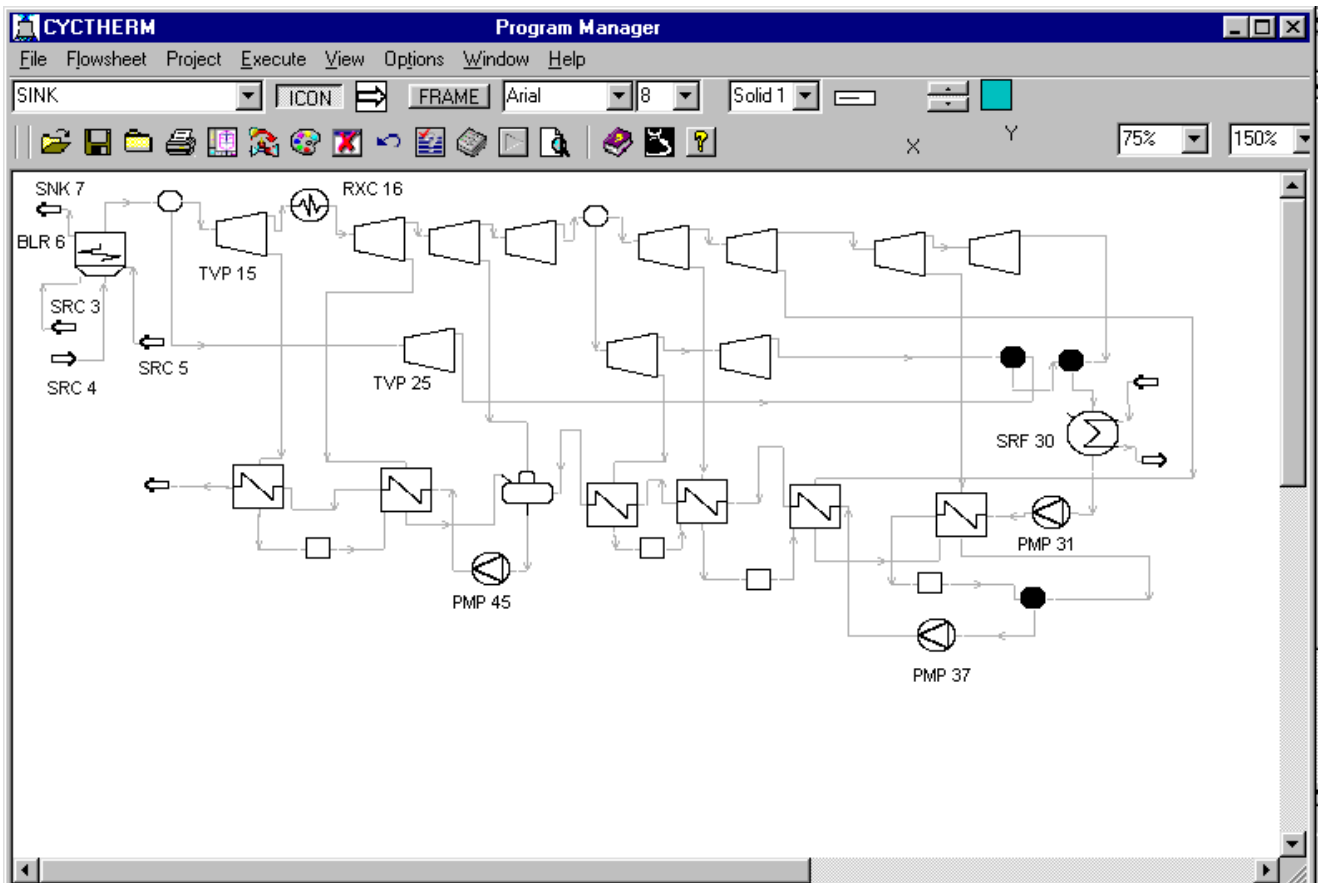 CYCTHERM Program Manager
File Flowsheet Project Execute View Options Window Help
SINK ICON FRAME Arial 8 Solid 1
X Y 75% 150%
SNK 7
RXC 16
BLR 6
TVP 15
SRC 3
SRC 5
SRC 4
TVP 25
SRF 30
PMP 31
PMP 45
PMP 37